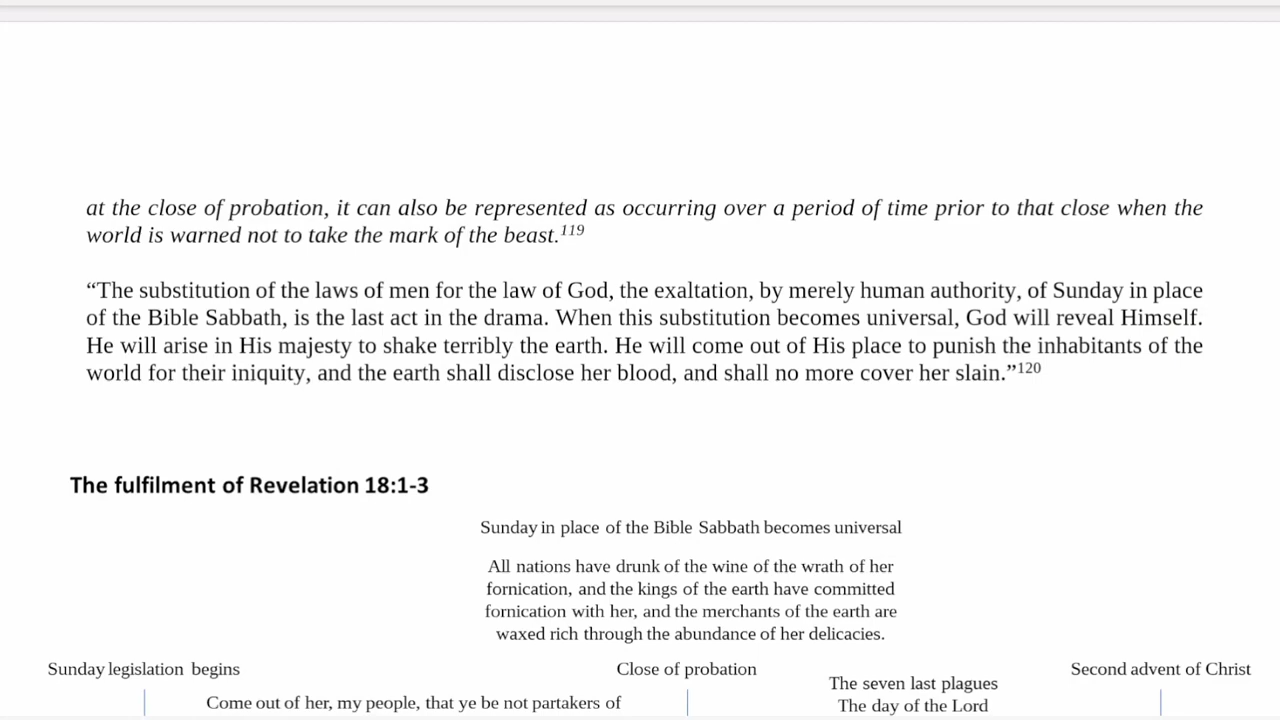 at the close of probation, it can also be represented as occurring over a period of time prior to that close when the
world is warned not to take the mark of the beast.119
“The substitution of the laws of men for the law of God, the exaltation, by merely human authority, of Sunday in place
of the Bible Sabbath, is the last act in the drama. When this substitution becomes universal, God will reveal Himself.
He will arise in His majesty to shake terribly the earth. He will come out of His place to punish the inhabitants of the
world for their iniquity, and the earth shall disclose her blood, and shall no more cover her slain.”120
The fulfilment of Revelation 18:1-3
Sunday in place of the Bible Sabbath becomes universal
All nations have drunk of the wine of the wrath of her
fornication, and the kings of the earth have committed
fornication with her, and the merchants of the earth are
waxed rich through the abundance of her delicacies.
Sunday legislation begins
Close of probation
Second advent of Christ
The seven last plagues
The day of the Lord
Come out of her, my people, that ye be not partakers of